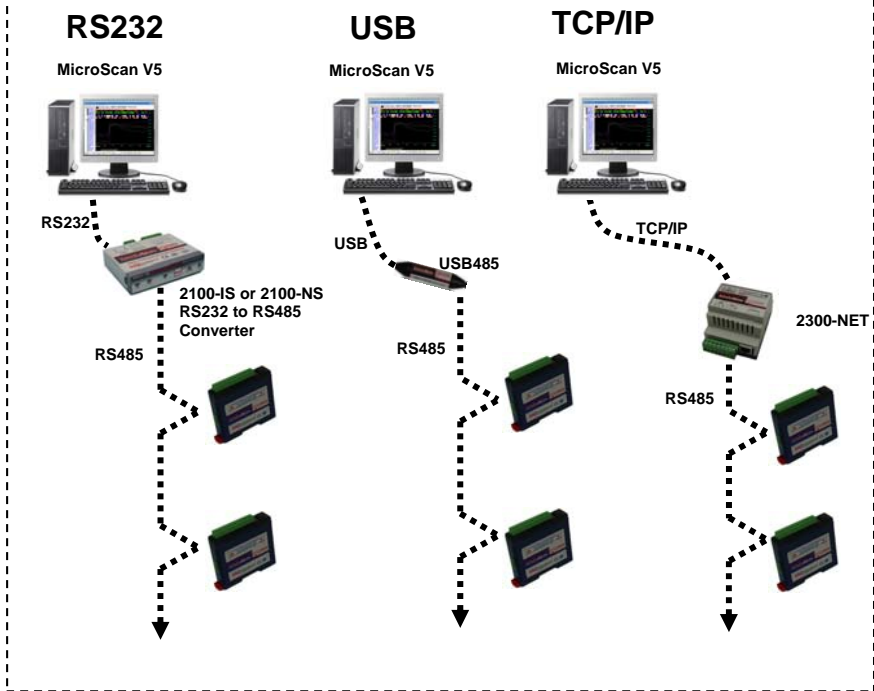 RS232
USB
TCP/IP
MicroScan V5
MicroScan V5
MicroScan V5
RS232
USB
USB485
TCP/IP
2100-IS or 2100-NS
RS232 to RS485
Converter
2300-NET
RS485
RS485
RS485